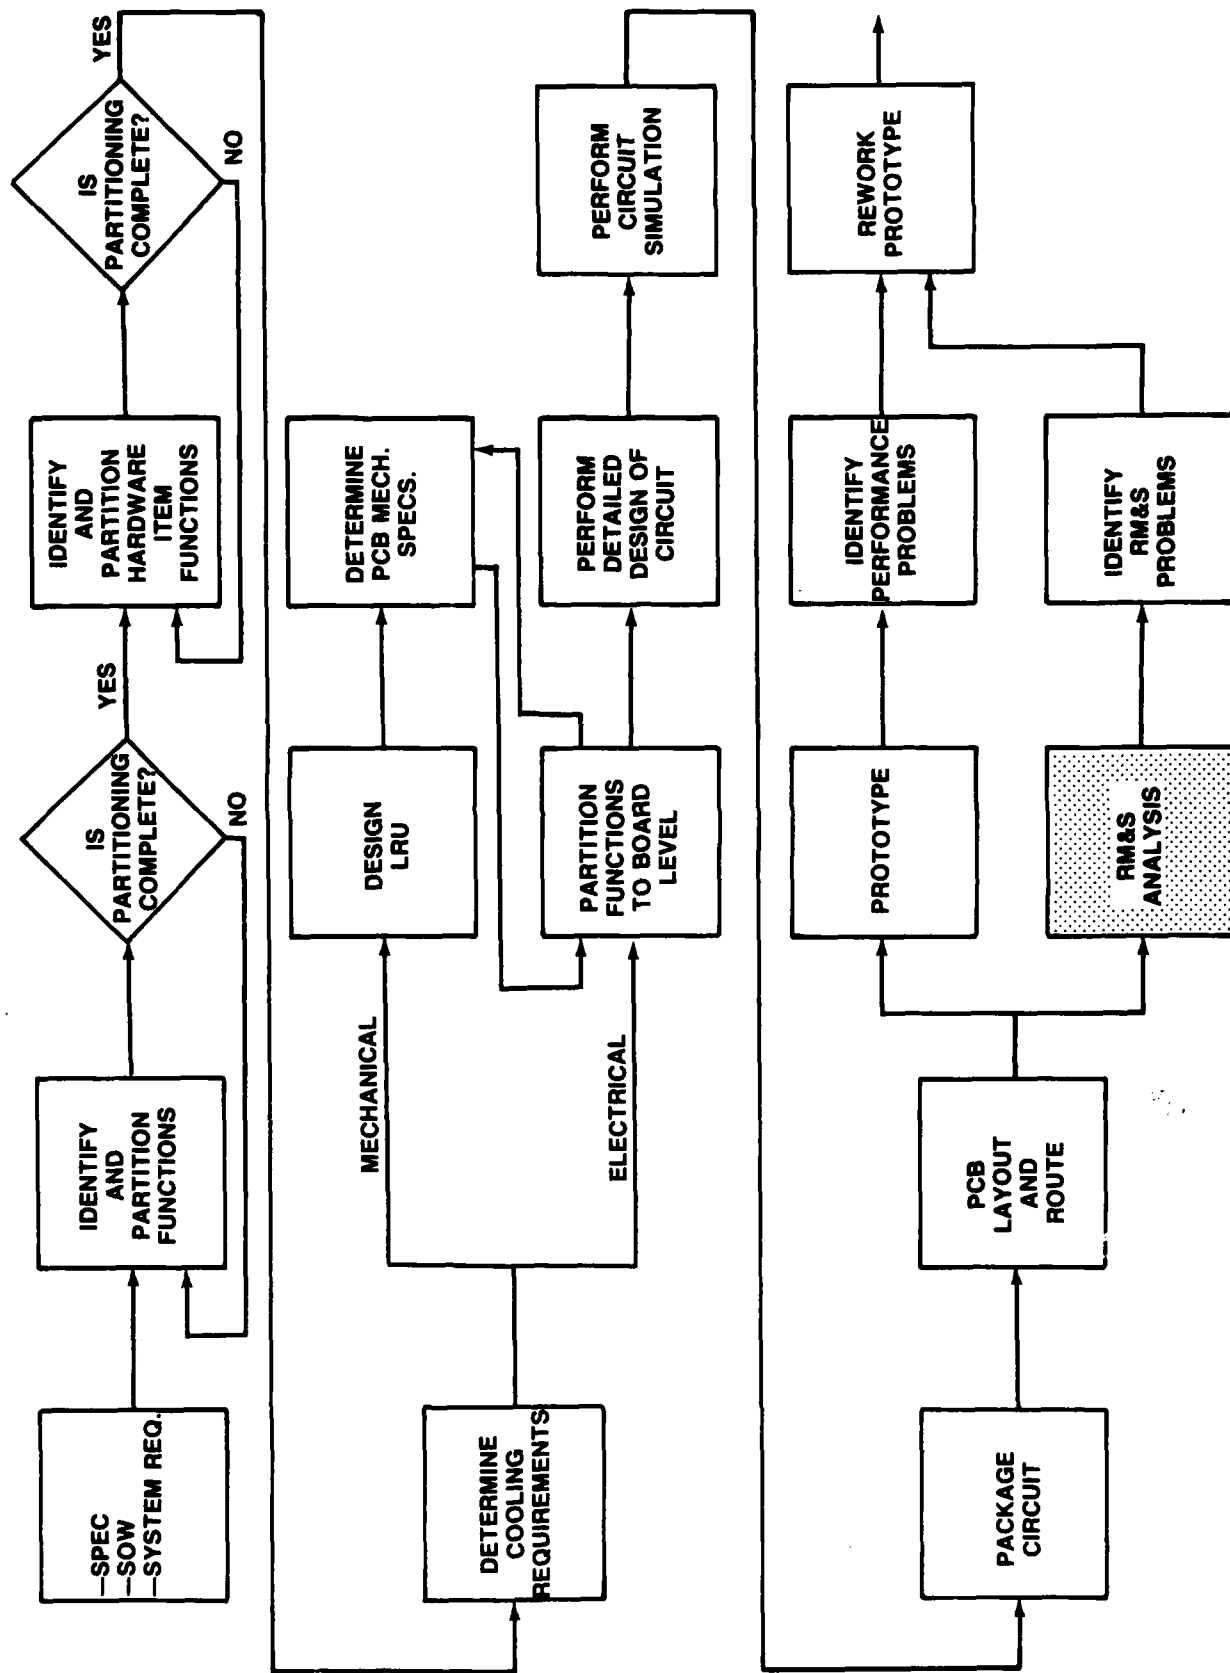 —SPEC
—SOW
—SYSTEM REQ.
IDENTIFY
AND
PARTITION
FUNCTIONS
IS
PARTITIONING
COMPLETE?
YES
NO
IDENTIFY
AND
PARTITION
HARDWARE
ITEM
FUNCTIONS
IS
PARTITIONING
COMPLETE?
YES
NO
DETERMINE
COOLING
REQUIREMENTS
MECHANICAL
ELECTRICAL
DESIGN
LRU
DETERMINE
PCB MECH.
SPECS.
PARTITION
FUNCTIONS
TO BOARD
LEVEL
PERFORM
DETAILED
DESIGN OF
CIRCUIT
PERFORM
CIRCUIT
SIMULATION
PACKAGE
CIRCUIT
PCB
LAYOUT
AND
ROUTE
PROTOTYPE
IDENTIFY
PERFORMANCE
PROBLEMS
REWORK
PROTOTYPE
RM&S
ANALYSIS
IDENTIFY
RM&S
PROBLEMS